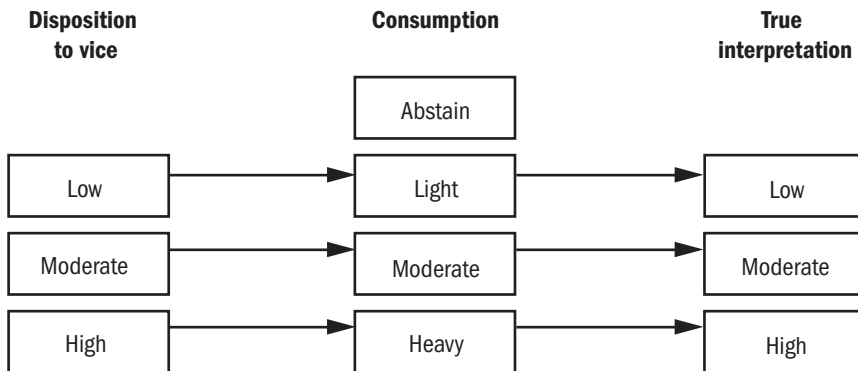 Disposition
to vice
Consumption
True
interpretation
Abstain
Low
Light
Low
Moderate
Moderate
Moderate
High
Heavy
High